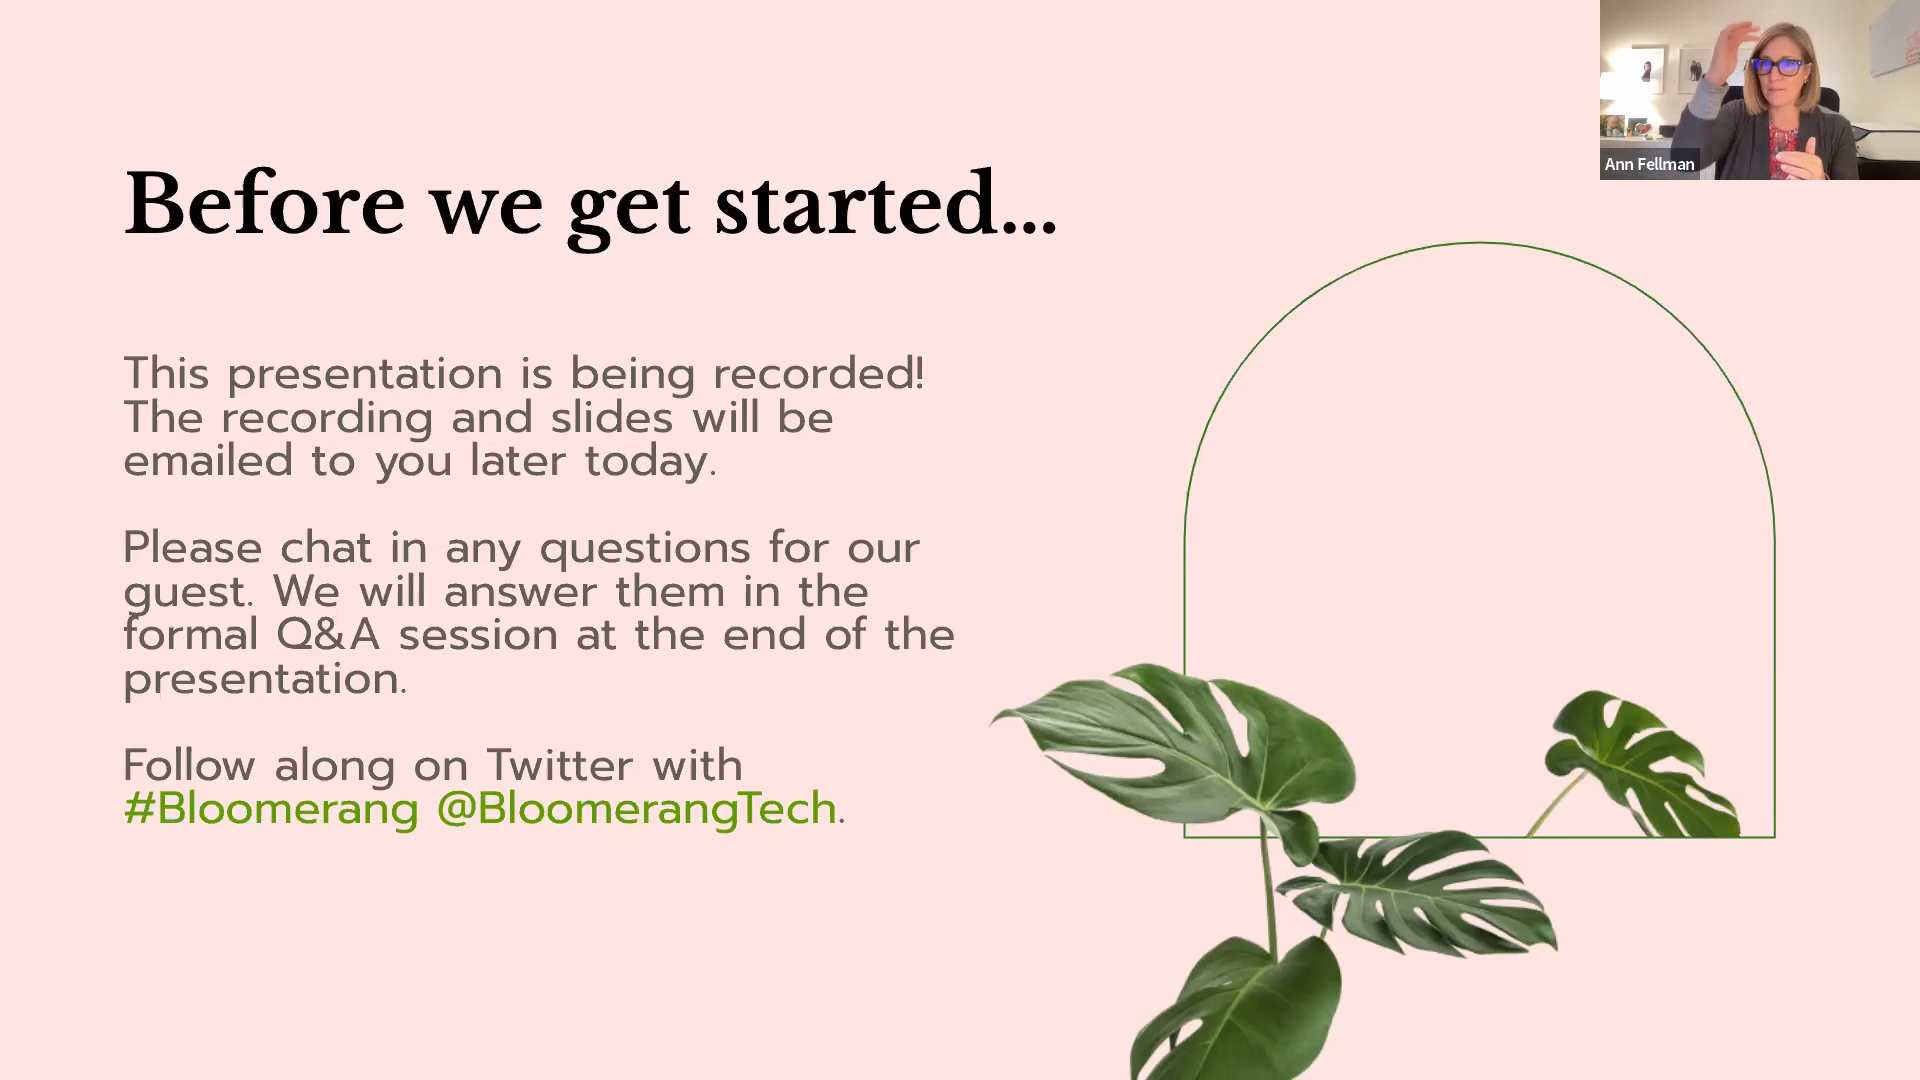 Ann Fellman
Before we get started...
This presentation is being recorded!
The recording and slides will be
emailed to you later today.
Please chat in any questions for our
guest. We will answer them in the
formal Q&A session at the end of the
presentation.
Follow along on Twitter with
#Bloomerang @BloomerangTech.